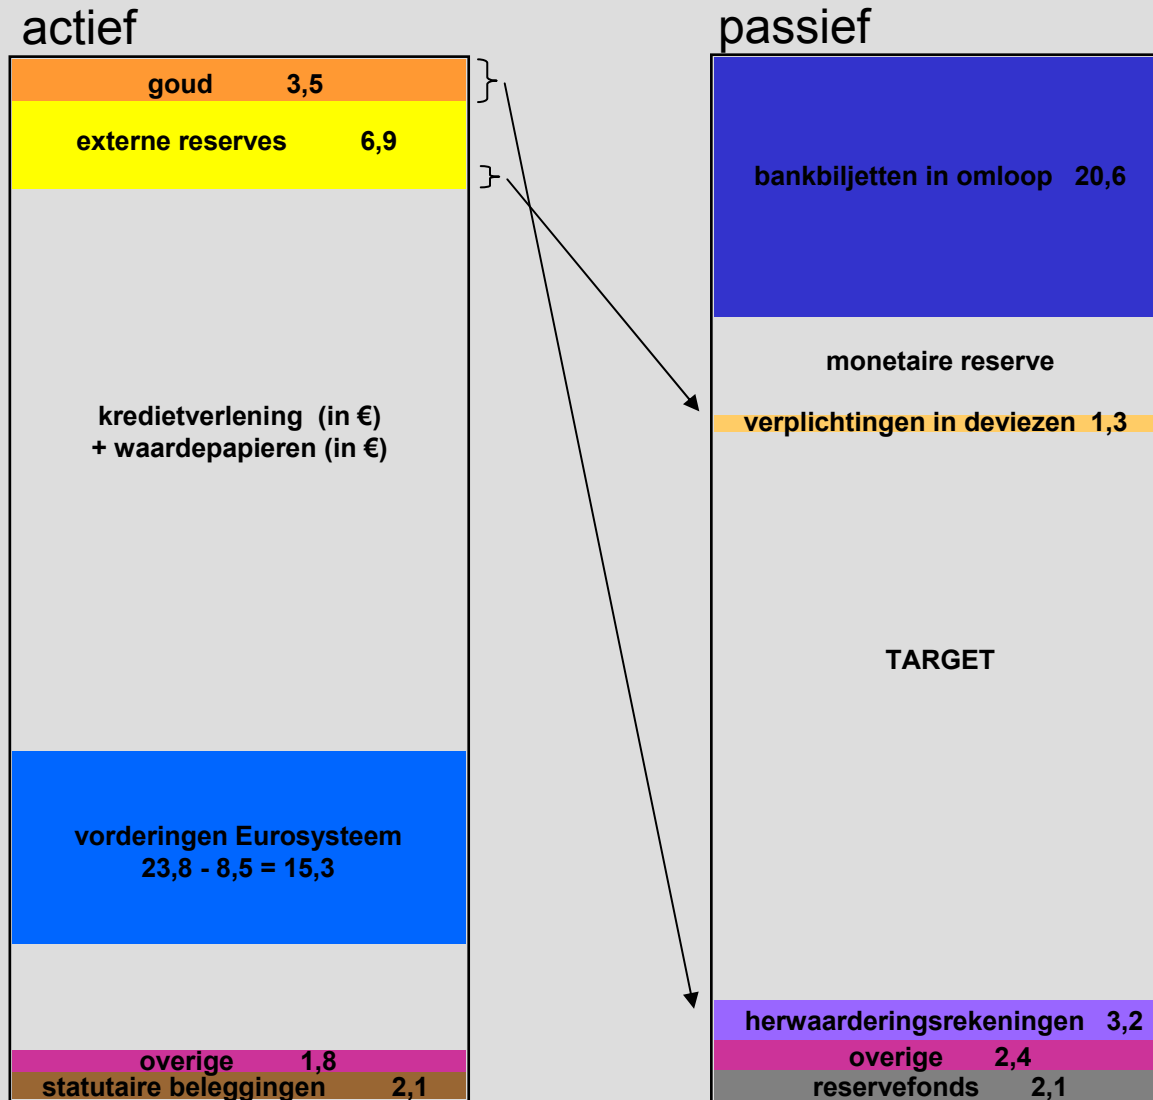 actief
goud 3,5
externe reserves 6,9
kredietverlening (in €)
+ waardepapieren (in €)
vorderingen Eurosysteem
23,8 - 8,5 = 15,3
overige 1,8
statutaire beleggingen 2,1
passief
bankbiljetten in omloop 20,6
monetaire reserve
verplichtingen in deviezen 1,3
TARGET
herwaarderingsrekeningen 3,2
overige 2,4
reservefonds 2,1